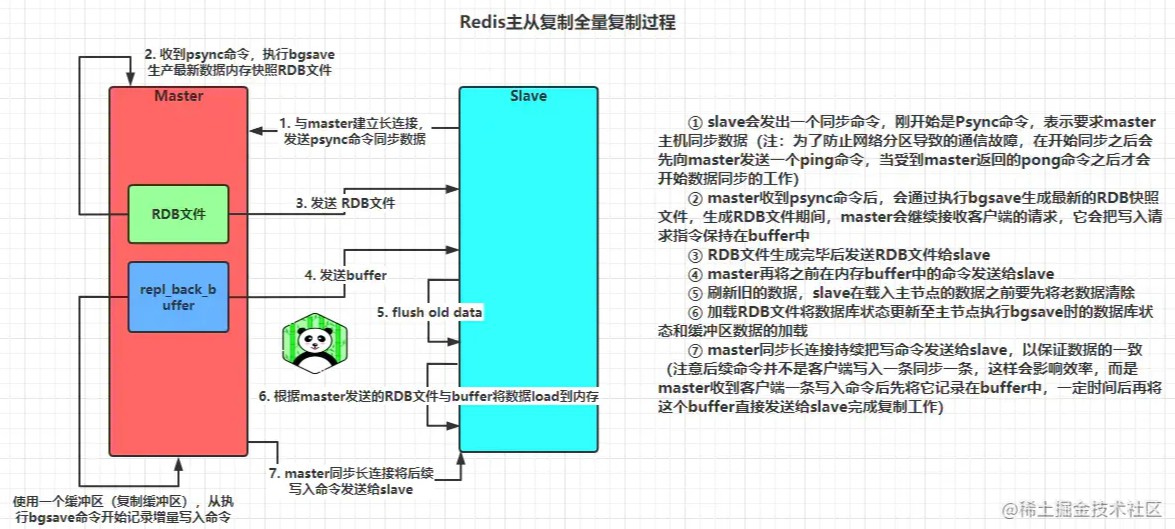 Redis主从复制全量复制过程
2. 收到psync命令，执行bgsave
生产最新数据内存快照RDB文件
Master
Slave
1. 与master建立长连接，
发送psync命令同步数据
RDB文件
3. 发送 RDB文件
4. 发送buffer
repl_back_b
uffer
5. flush old data
6. 根据master发送的RDB文件与buffer将数据load到内存
7. master同步长连接将后续
写入命令发送给slave
使用一个缓冲区（复制缓冲区），从执
行bgsave命令开始记录增量写入命令
① slave会发出一个同步命令，刚开始是Psync命令，表示要求master
主机同步数据（注：为了防止网络分区导致的通信故障，在开始同步之后会
先向master发送一个ping命令，当受到master返回的pong命令之后才会
开始数据同步的工作）
② master收到psync命令后，会通过执行bgsave生成最新的RDB快照
文件，生成RDB文件期间，master会继续接收客户端的请求，它会把写入请
求指令保持在buffer中
③ RDB文件生成完毕后发送RDB文件给slave
④ master再将之前在内存buffer中的命令发送给slave
⑤ 刷新旧的数据，slave在载入主节点的数据之前要先将老数据清除
⑥ 加载RDB文件将数据库状态更新至主节点执行bgsave时的数据库状
态和缓冲区数据的加载
⑦ master同步长连接持续把写命令发送给slave，以保证数据的一致
（注意后续命令并不是客户端写入一条同步一条，这样会影响效率，而是
master收到客户端一条写入命令后先将它记录在buffer中，一定时间后再将
这个buffer直接发送给slave完成复制工作）
@稀土掘金技术社区